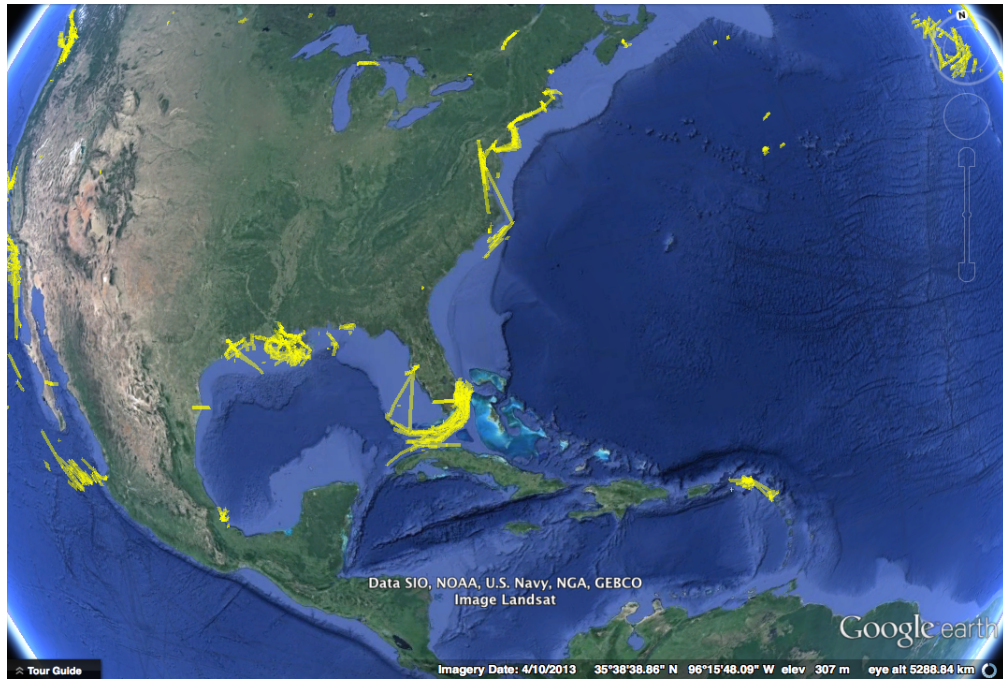 N
Data SIO, NOAA, U.S. Navy, NGA, GEBCO
Image Landsat
Google earth
Tour Guide
Imagery Date: 4/10/2013 35°38'38.86" N 96°15'48.09" W elev 307 m eye alt 5288.84 km